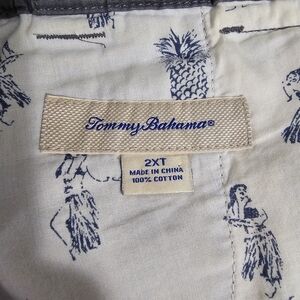 Tommy Bahama®
2XT
MADE IN CHINA
100% COTTON